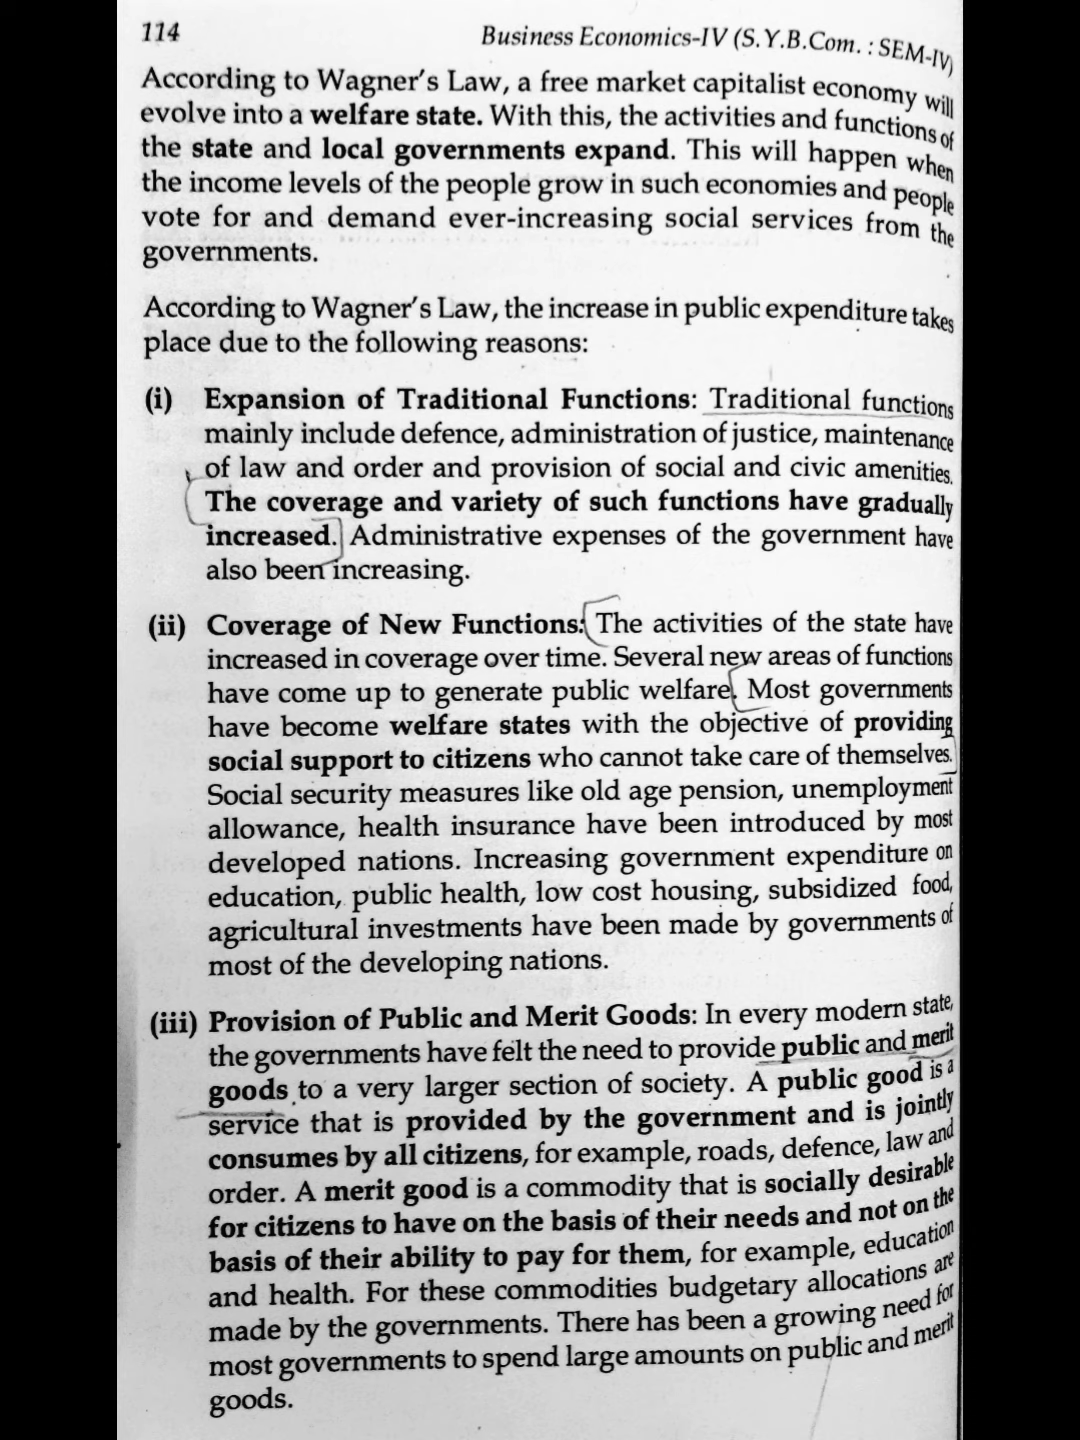 114
Business Economics-IV (S.Y.B.Com. : SEM-IV)
According to Wagner's Law, a free market capitalist economy will
evolve into a welfare state. With this, the activities and functions of
the state and local governments expand. This will happen when
the income levels of the people grow in such economies and people
vote for and demand ever-increasing social services from the
governments.
According to Wagner's Law, the increase in public expenditure takes
place due to the following reasons:
(i) Expansion of Traditional Functions: Traditional functions
mainly include defence, administration of justice, maintenance
of law and order and provision of social and civic amenities.
The coverage and variety of such functions have gradually
increased. Administrative expenses of the government have
also been increasing.
(ii) Coverage of New Functions: The activities of the state have
increased in coverage over time. Several new areas of functions
have come up to generate public welfare. Most governments
have become welfare states with the objective of providing
social support to citizens who cannot take care of themselves.
Social security measures like old age pension, unemployment
allowance, health insurance have been introduced by most
developed nations. Increasing government expenditure on
education, public health, low cost housing, subsidized food,
agricultural investments have been made by governments of
most of the developing nations.
(iii) Provision of Public and Merit Goods: In every modern state,
the governments have felt the need to provide public and merit
goods to a very larger section of society. A public good is a
service that is provided by the government and is jointly
consumes by all citizens, for example, roads, defence, law and
order. A merit good is a commodity that is socially desirable
for citizens to have on the basis of their needs and not on the
basis of their ability to pay for them, for example, education
and health. For these commodities budgetary allocations are
made by the governments. There has been a growing need for
most governments to spend large amounts on public and merit
goods.